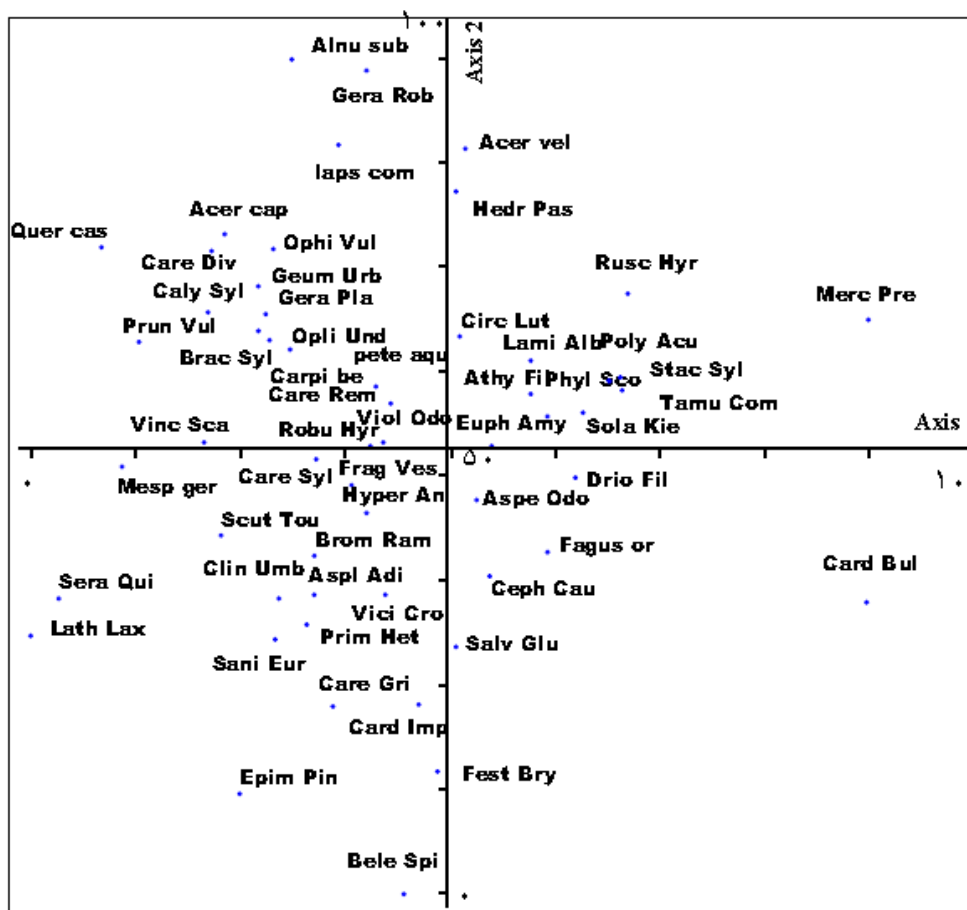 ۱۰۰
Axis 2
Alnu sub
Gera Rob
Acer vel
laps com
Acer cap
Hedr Pas
Quer cas
Ophi Vul
Care Div
Rusc Hyr
Geum Urb
Caly Syl
Gera Pla
Merc Pre
Circ Lut
Prun Vul
Opli Und
Lami Alb
Poly Acu
Brac Syl
pete aqu
Stac Syl
Carpi be
Athy Fil
Phyl Sco
Care Rem
Tamu Com
Vinc Sca
Robu Hyr
Viol Odo
Euph Amy
Sola Kie
Axis
۵۰
۰
۱۰
Mesp ger
Care Syl
Frag Ves
Drio Fil
Hyper An
Aspe Odo
Scut Tou
Brom Ram
Fagus or
Clin Umb
Aspl Adi
Card Bul
Sera Qui
Ceph Cau
Vici Cro
Lath Lax
Prim Het
Salv Glu
Sani Eur
Care Gri
Card Imp
Epim Pin
Fest Bry
Bele Spi
۰